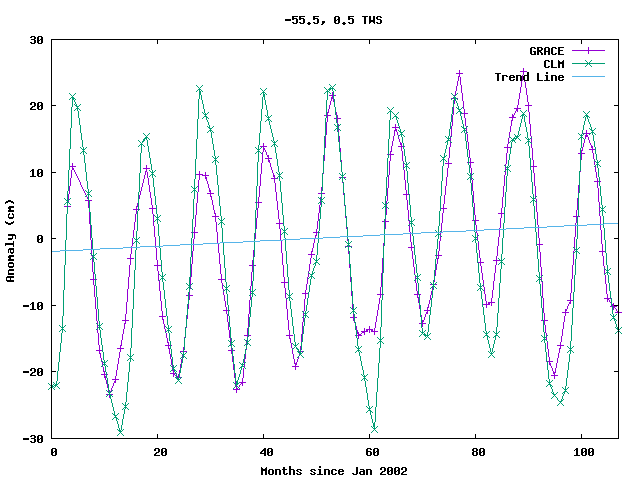 -55.5, 0.5 TWS
GRACE
CLM
Trend Line
30
20
10
0
-10
-20
-30
Anomaly (cm)
0 20 40 60 80 100
Months since Jan 2002